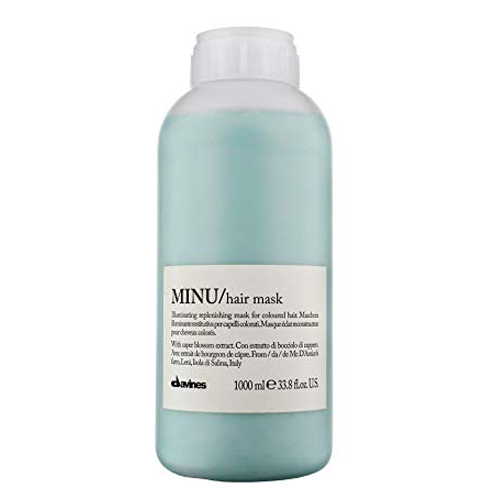 MINU/hair mask
Illuminating replenishing mask for coloured hair. Maschera
illuminante restitutiva per capelli colorati. Masque éclat reconstructeur
pour cheveux colorés.
With caper blossom extract. Con estratto di bocciolo di cappero.
Avec extrait de bourgeon de câpre. From / da / de Mr. D'Amico's
farm, Leni, Isola di Salina, Italy
davines
1000 ml ℮ 33.8 fl. oz. U.S.